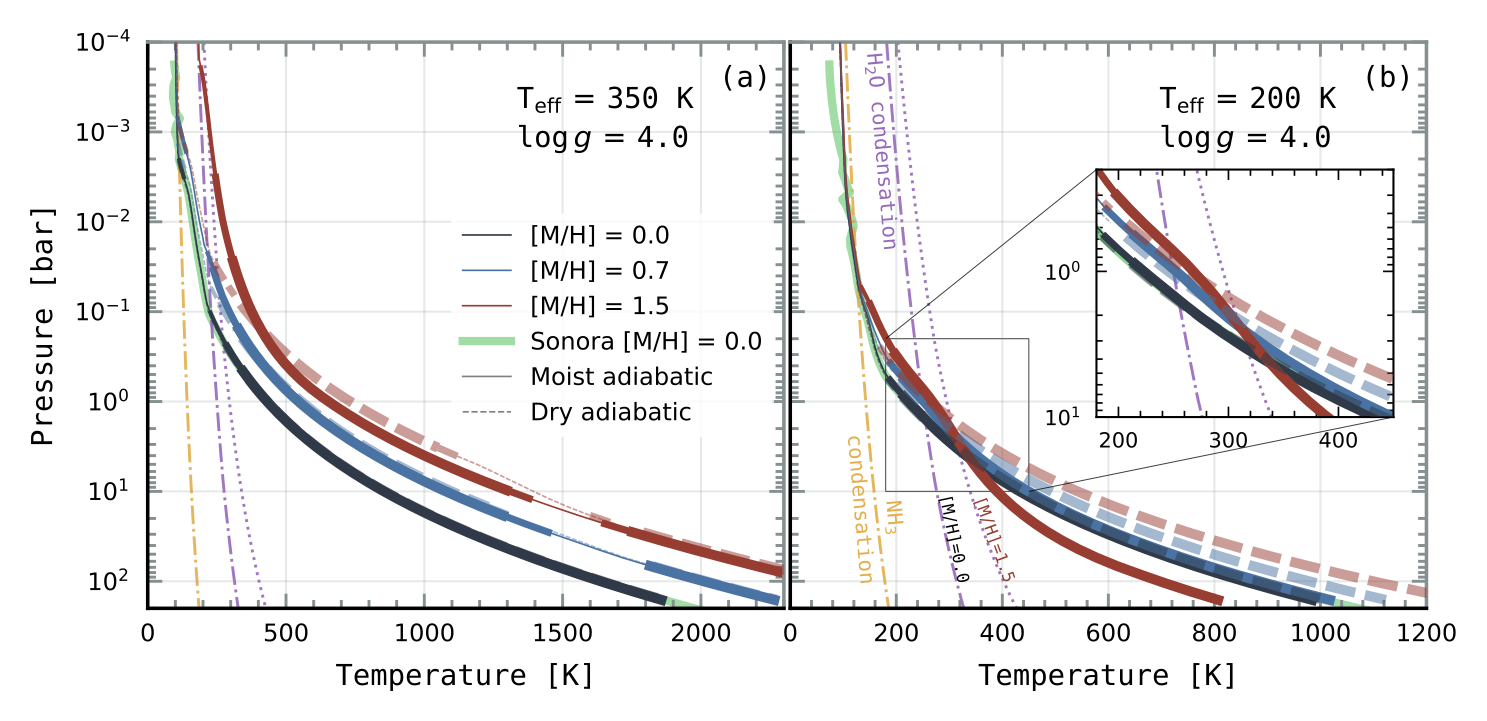 (a)
T_eff = 350 K
log g = 4.0
[M/H] = 0.0
[M/H] = 0.7
[M/H] = 1.5
Sonora [M/H] = 0.0
Moist adiabatic
Dry adiabatic
10⁻⁴
10⁻³
10⁻²
10⁻¹
10⁰
10¹
10²
Pressure [bar]
0 500 1000 1500 2000
Temperature [K]
(b)
T_eff = 200 K
log g = 4.0
H₂O condensation
NH₃
condensation
[M/H]=0.0
[M/H]=1.5
10⁰
10¹
200 300 400
0 200 400 600 800 1000 1200
Temperature [K]